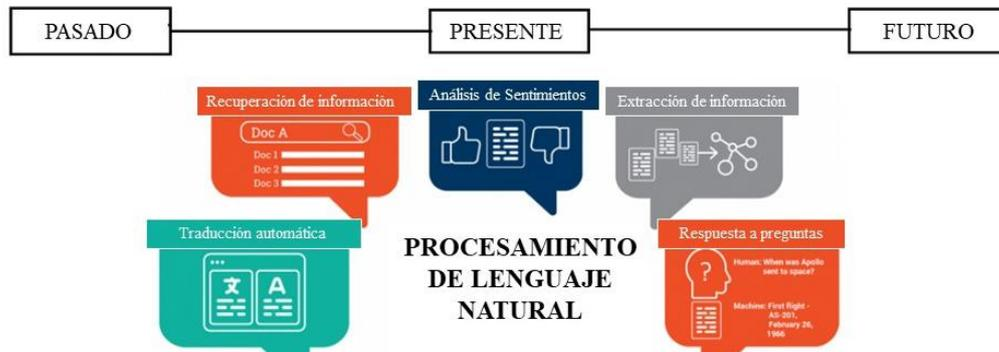 PASADO
PRESENTE
FUTURO
Recuperación de información
Análisis de Sentimientos
Extracción de información
Doc A
Doc 1
Doc 2
Doc 3
Traducción automática
PROCESAMIENTO
DE LENGUAJE
NATURAL
Respuesta a preguntas
文 A
?
Human: When was Apollo
sent to space?
Machine: First flight -
AS-201,
February 26,
1966